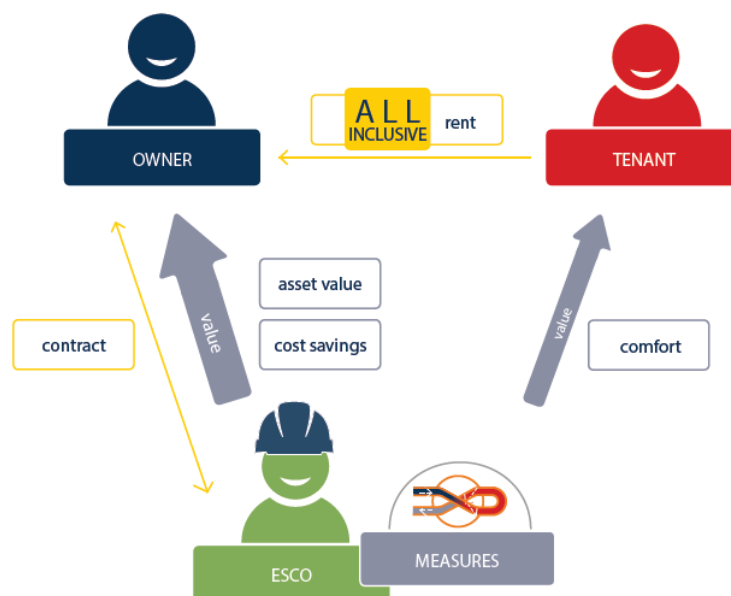 ALL
INCLUSIVE
rent
OWNER
TENANT
asset value
value
value
contract
cost savings
comfort
MEASURES
ESCO